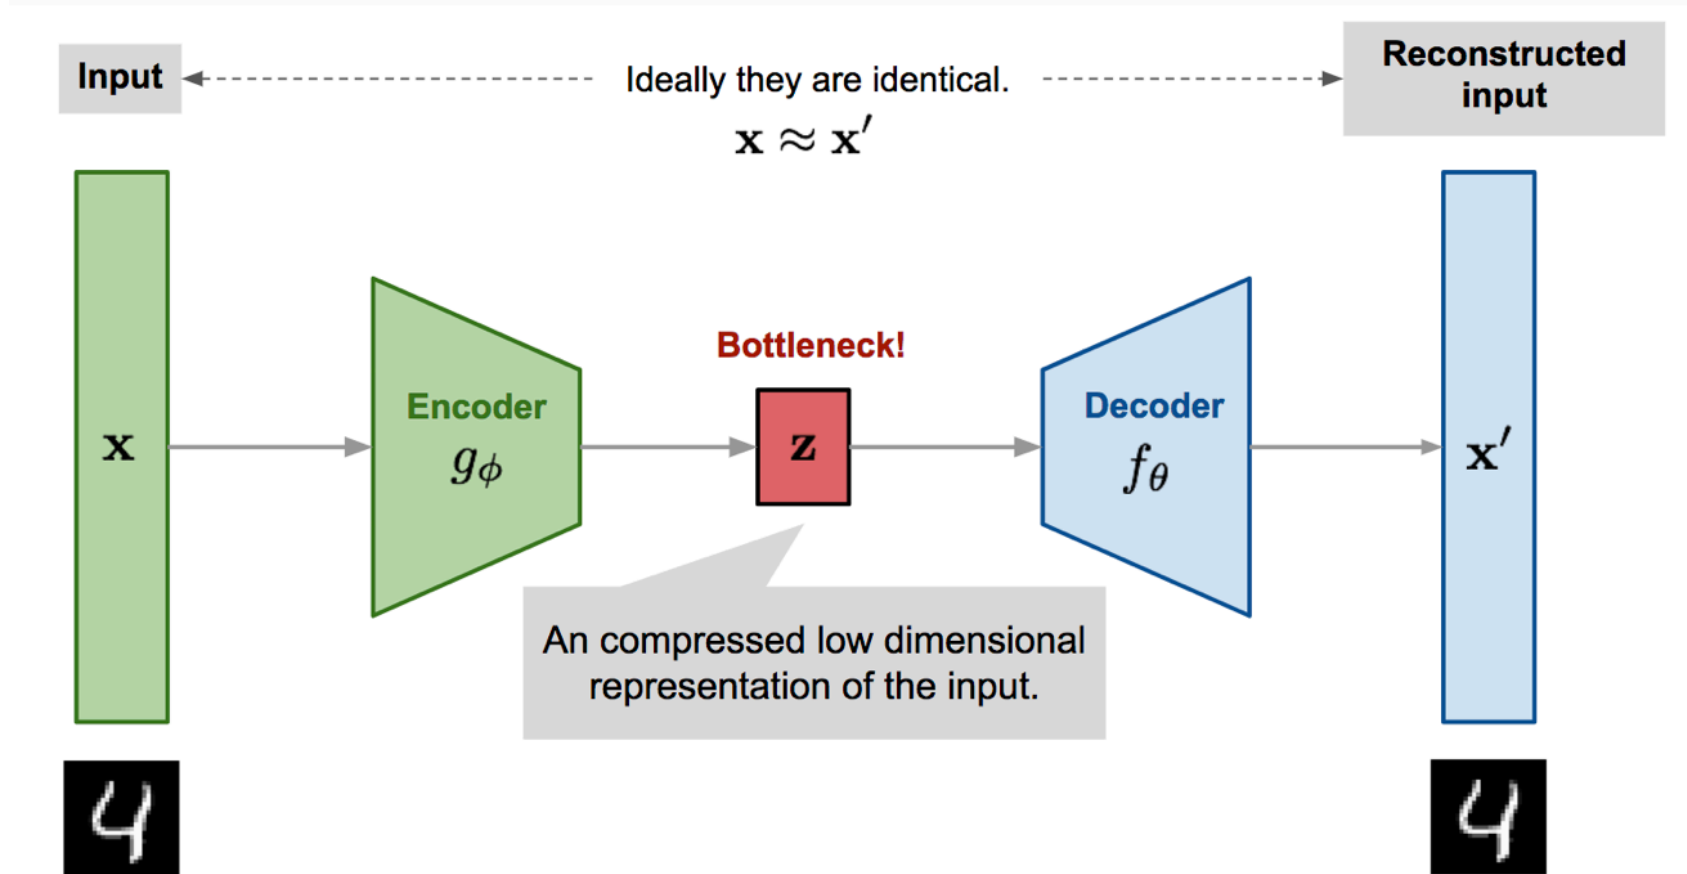 Input
Ideally they are identical.
x ≈ x′
Reconstructed
input
Bottleneck!
x
Encoder
gϕ
z
Decoder
fθ
x′
An compressed low dimensional
representation of the input.
4
4